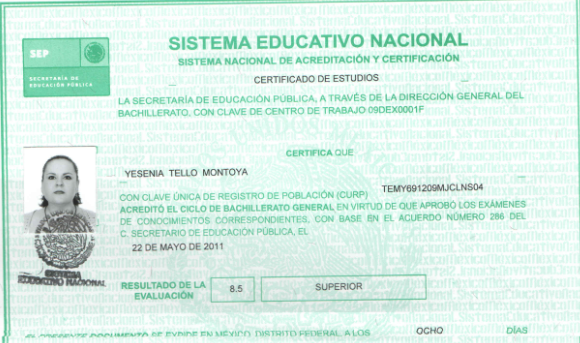 SEP
SECRETARÍA DE
EDUCACIÓN PÚBLICA
SISTEMA EDUCATIVO NACIONAL
SISTEMA NACIONAL DE ACREDITACIÓN Y CERTIFICACIÓN
CERTIFICADO DE ESTUDIOS
LA SECRETARÍA DE EDUCACIÓN PÚBLICA, A TRAVÉS DE LA DIRECCIÓN GENERAL DEL
BACHILLERATO, CON CLAVE DE CENTRO DE TRABAJO 09DEX0001F
CERTIFICA QUE
YESENIA TELLO MONTOYA
CON CLAVE ÚNICA DE REGISTRO DE POBLACIÓN (CURP) TEMY691209MJCLNS04
ACREDITÓ EL CICLO DE BACHILLERATO GENERAL EN VIRTUD DE QUE APROBÓ LOS EXÁMENES
DE CONOCIMIENTOS CORRESPONDIENTES, CON BASE EN EL ACUERDO NÚMERO 286 DEL
C. SECRETARIO DE EDUCACIÓN PÚBLICA, EL
22 DE MAYO DE 2011
SISTEMA
EDUCATIVO NACIONAL
RESULTADO DE LA
EVALUACIÓN
8.5
SUPERIOR
EL PRESENTE DOCUMENTO SE EXPIDE EN MÉXICO, DISTRITO FEDERAL, A LOS OCHO DÍAS